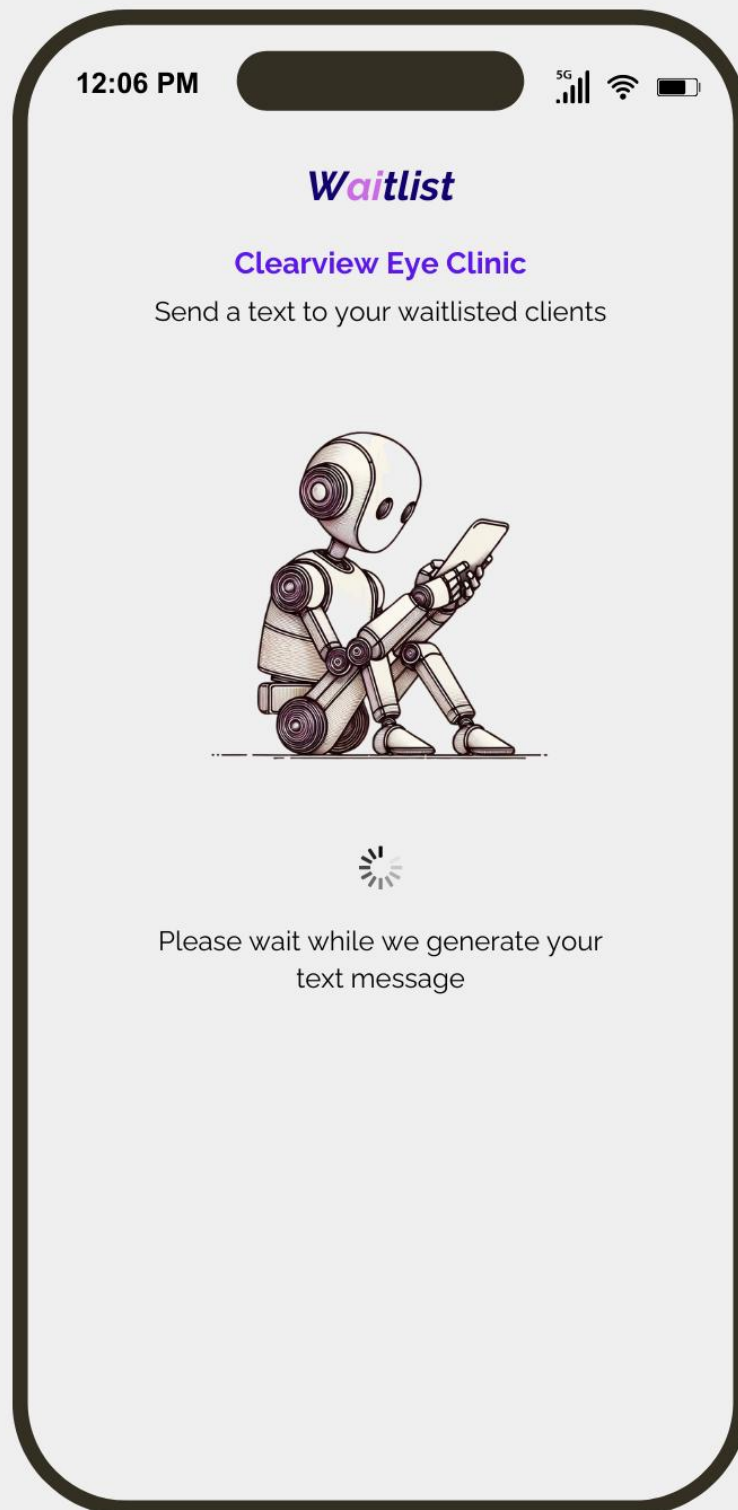 12:06 PM
5G
Waitlist
Clearview Eye Clinic
Send a text to your waitlisted clients
Please wait while we generate your
text message